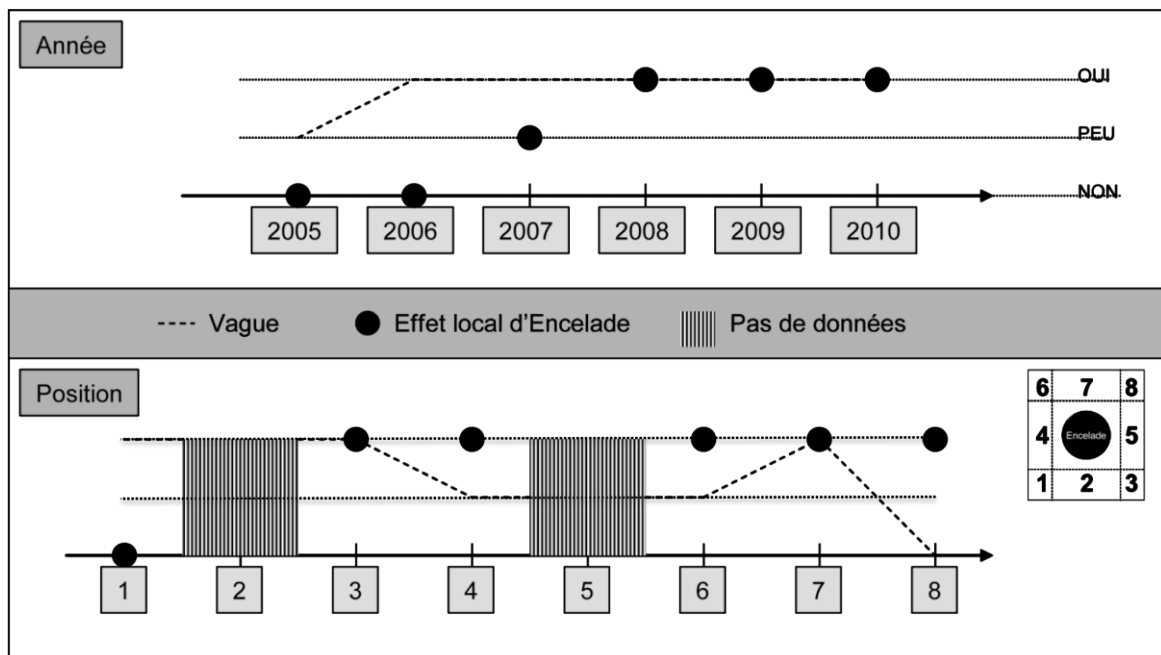 Année
OUI
PEU
NON
2005 2006 2007 2008 2009 2010
Vague Effet local d'Encelade Pas de données
Position
6 7 8
4 Encelade 5
1 2 3
1 2 3 4 5 6 7 8